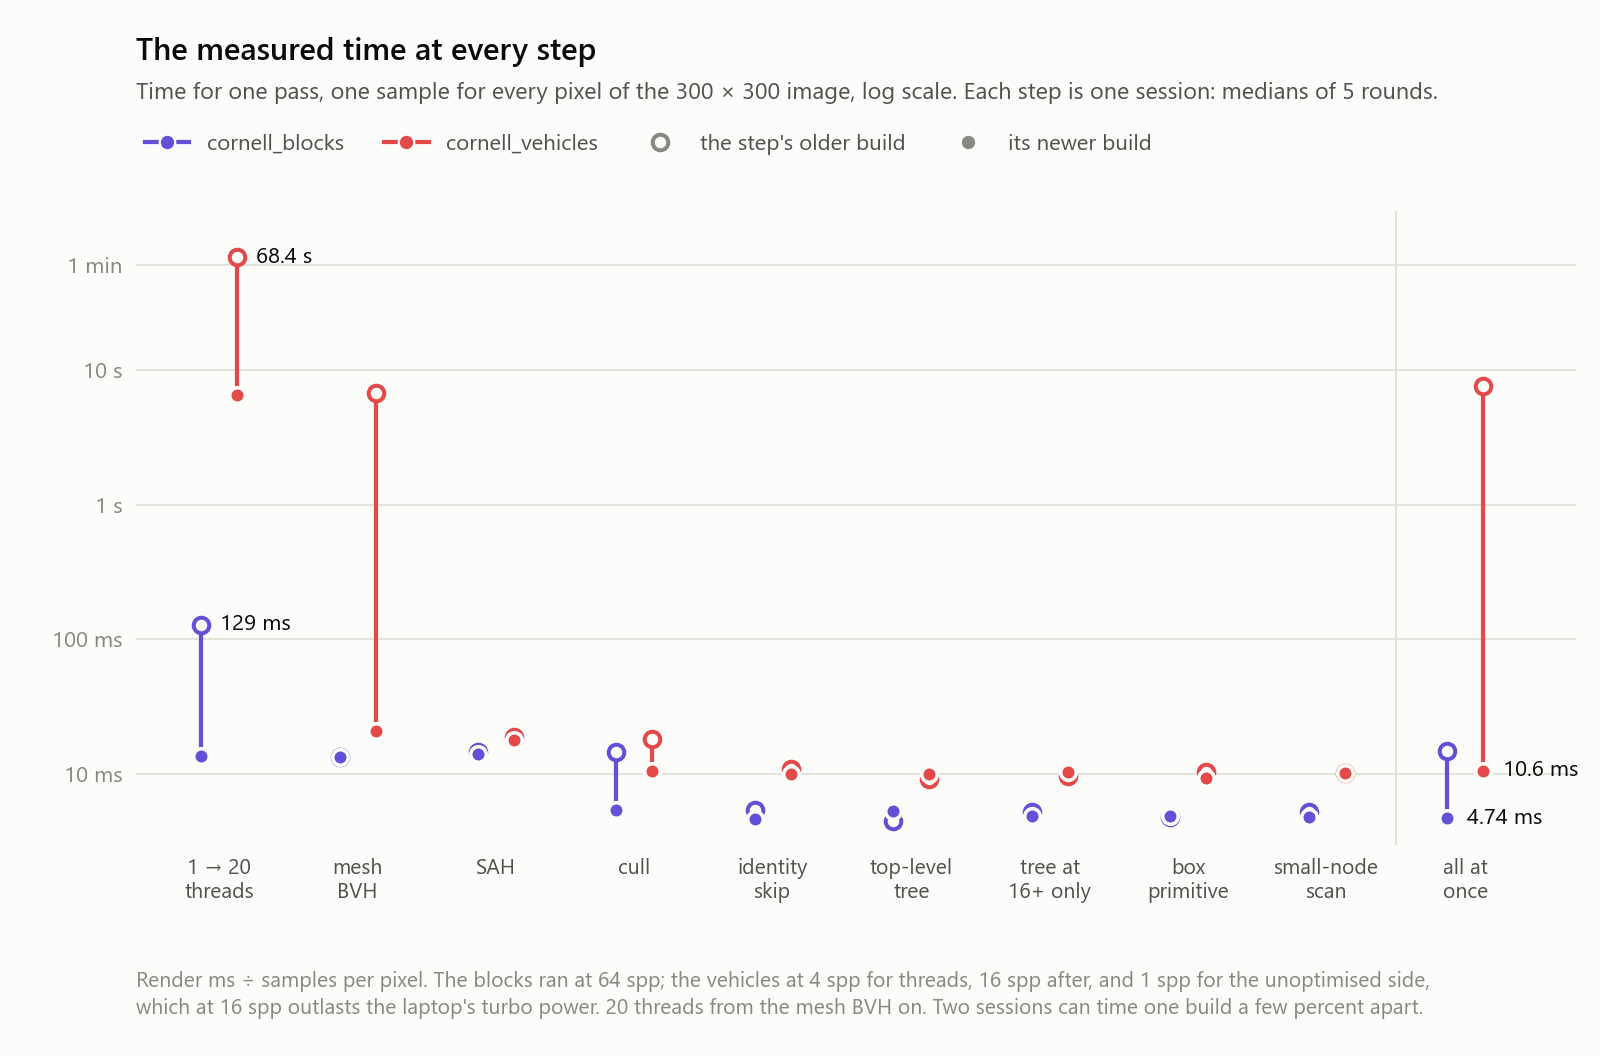 The measured time at every step
Time for one pass, one sample for every pixel of the 300 × 300 image, log scale. Each step is one session: medians of 5 rounds.
cornell_blocks
cornell_vehicles
the step's older build
its newer build
1 min
10 s
1 s
100 ms
10 ms
68.4 s
129 ms
10.6 ms
4.74 ms
1 → 20
threads
mesh
BVH
SAH
cull
identity
skip
top-level
tree
tree at
16+ only
box
primitive
small-node
scan
all at
once
Render ms ÷ samples per pixel. The blocks ran at 64 spp; the vehicles at 4 spp for threads, 16 spp after, and 1 spp for the unoptimised side,
which at 16 spp outlasts the laptop's turbo power. 20 threads from the mesh BVH on. Two sessions can time one build a few percent apart.